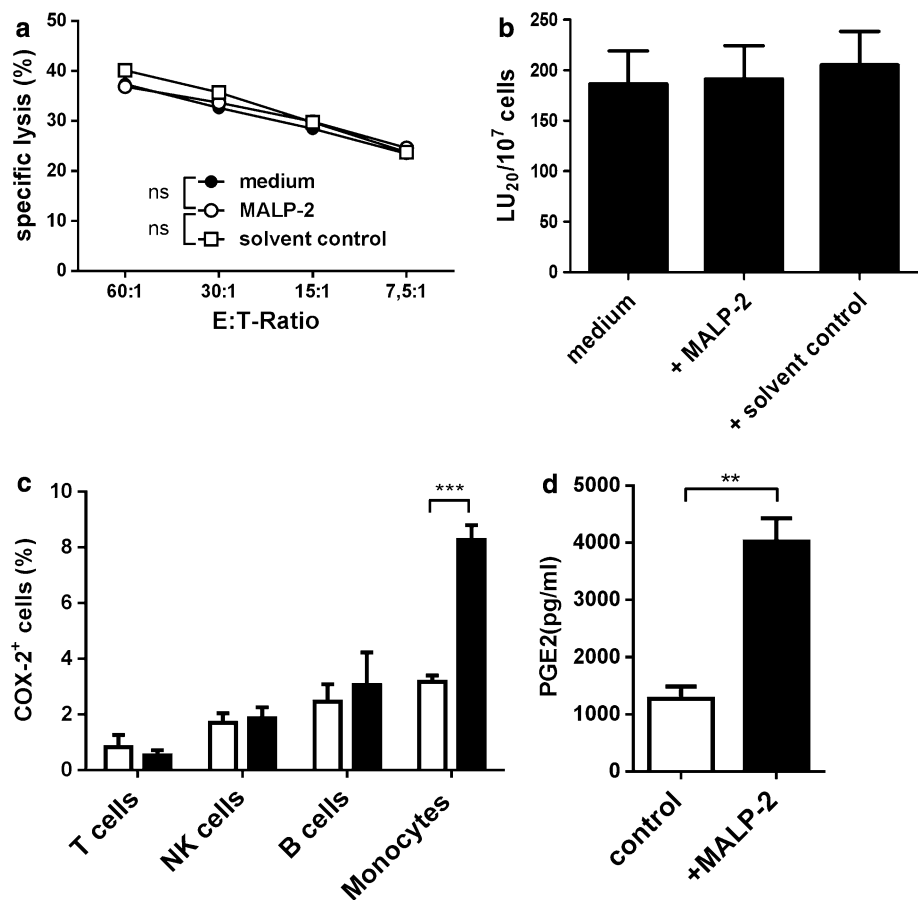 a
specific lysis (%)
50
40
30
20
10
0
60:1 30:1 15:1 7,5:1
E:T-Ratio
ns
ns
medium
MALP-2
solvent control
b
LU20/10^7 cells
250
200
150
100
50
0
medium
+ MALP-2
+ solvent control
c
COX-2+ cells (%)
10
8
6
4
2
0
***
T cells
NK cells
B cells
Monocytes
d
PGE2(pg/ml)
5000
4000
3000
2000
1000
0
**
control
+MALP-2